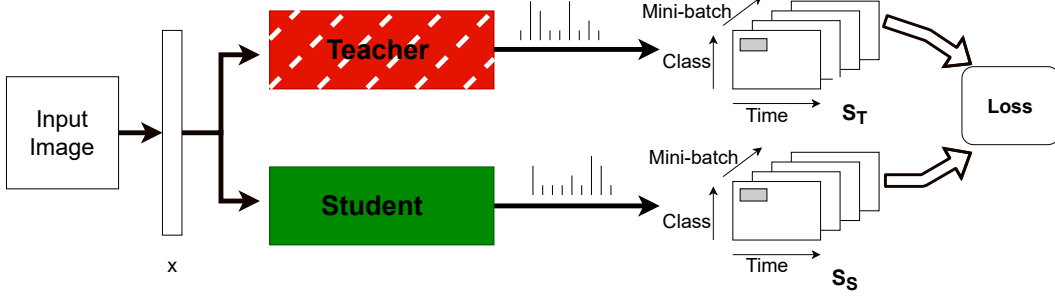 Input
Image
x
Teacher
Mini-batch
Class
Time
S_T
Student
Mini-batch
Class
Time
S_S
Loss